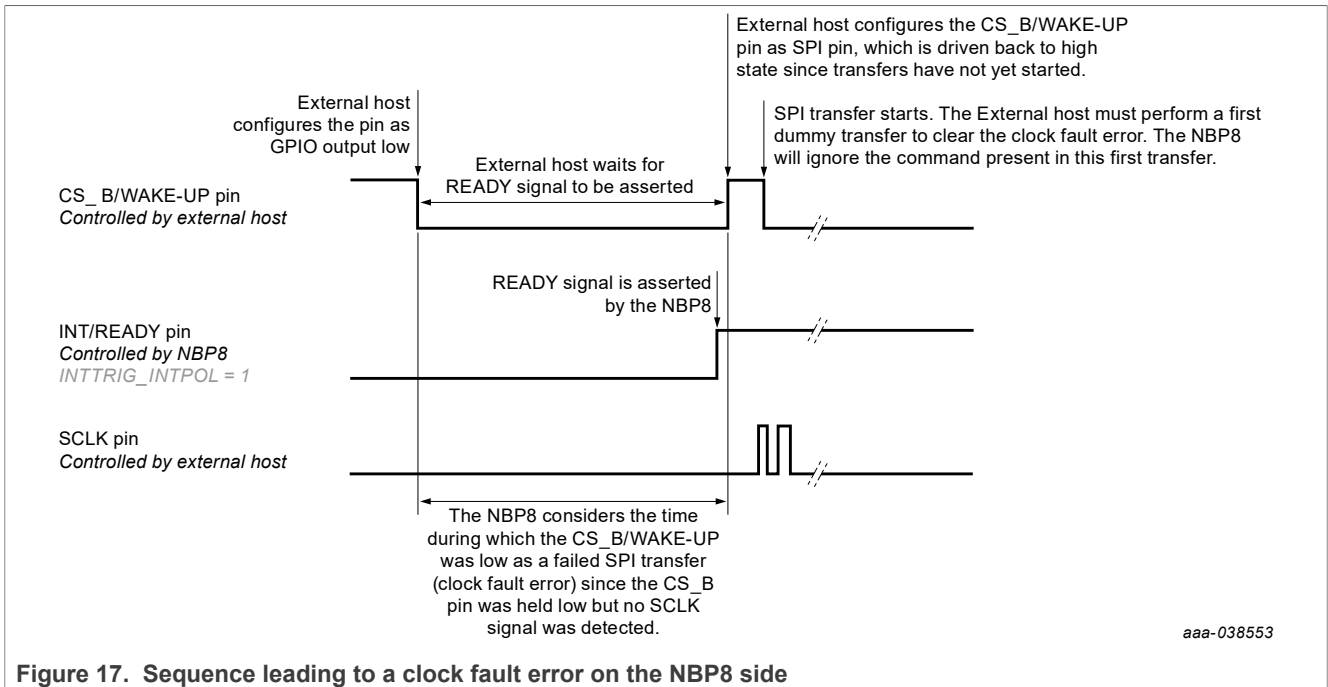 External host configures the CS_B/WAKE-UP
pin as SPI pin, which is driven back to high
state since transfers have not yet started.
External host
configures the pin as
GPIO output low
SPI transfer starts. The External host must perform a first
dummy transfer to clear the clock fault error. The NBP8
will ignore the command present in this first transfer.
External host waits for
READY signal to be asserted
CS_ B/WAKE-UP pin
Controlled by external host
READY signal is asserted
by the NBP8
INT/READY pin
Controlled by NBP8
INTTRIG_INTPOL = 1
SCLK pin
Controlled by external host
The NBP8 considers the time
during which the CS_B/WAKE-UP
was low as a failed SPI transfer
(clock fault error) since the CS_B
pin was held low but no SCLK
signal was detected.
aaa-038553
Figure 17. Sequence leading to a clock fault error on the NBP8 side